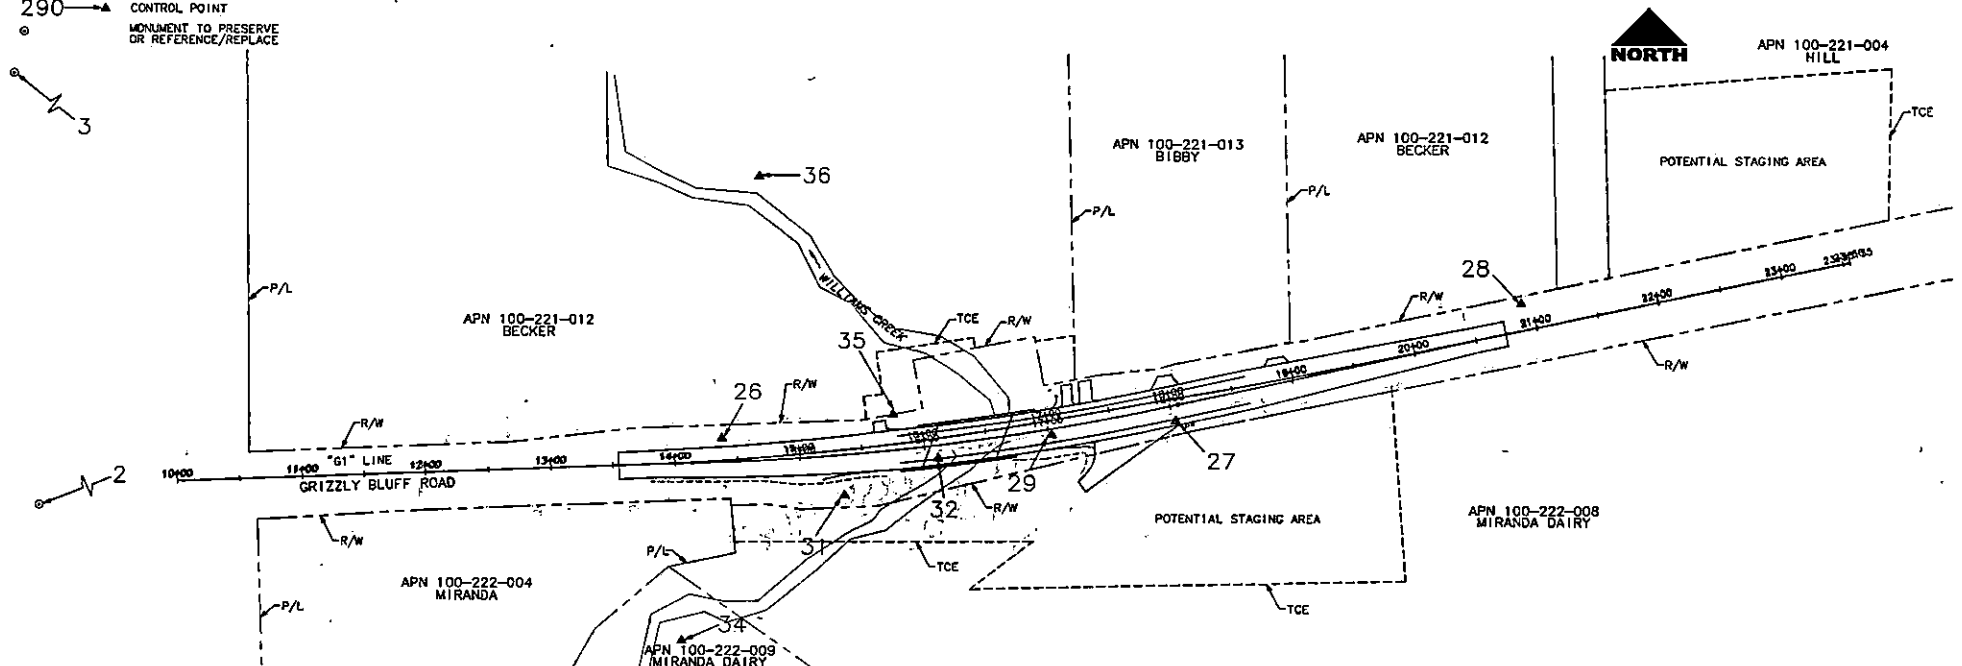 290
CONTROL POINT
MONUMENT TO PRESERVE
OR REFERENCE/REPLACE
3
NORTH
APN 100-221-004
HILL
TCE
APN 100-221-013
BIBBY
APN 100-221-012
BECKER
POTENTIAL STAGING AREA
36
P/L
P/L
P/L
WILLIAMS CREEK
28
R/W
APN 100-221-012
BECKER
TCE
R/W
35
26
R/W
R/W
R/W
"G1" LINE
GRIZZLY BLUFF ROAD
10+00
11+00
12+00
13+00
14+00
15+00
19+00
20+00
21+00
22+00
23+00
2
27
29
32
31
R/W
R/W
P/L
TCE
POTENTIAL STAGING AREA
APN 100-222-008
MIRANDA DAIRY
APN 100-222-004
MIRANDA
P/L
TCE
34
APN 100-222-009
MIRANDA DAIRY